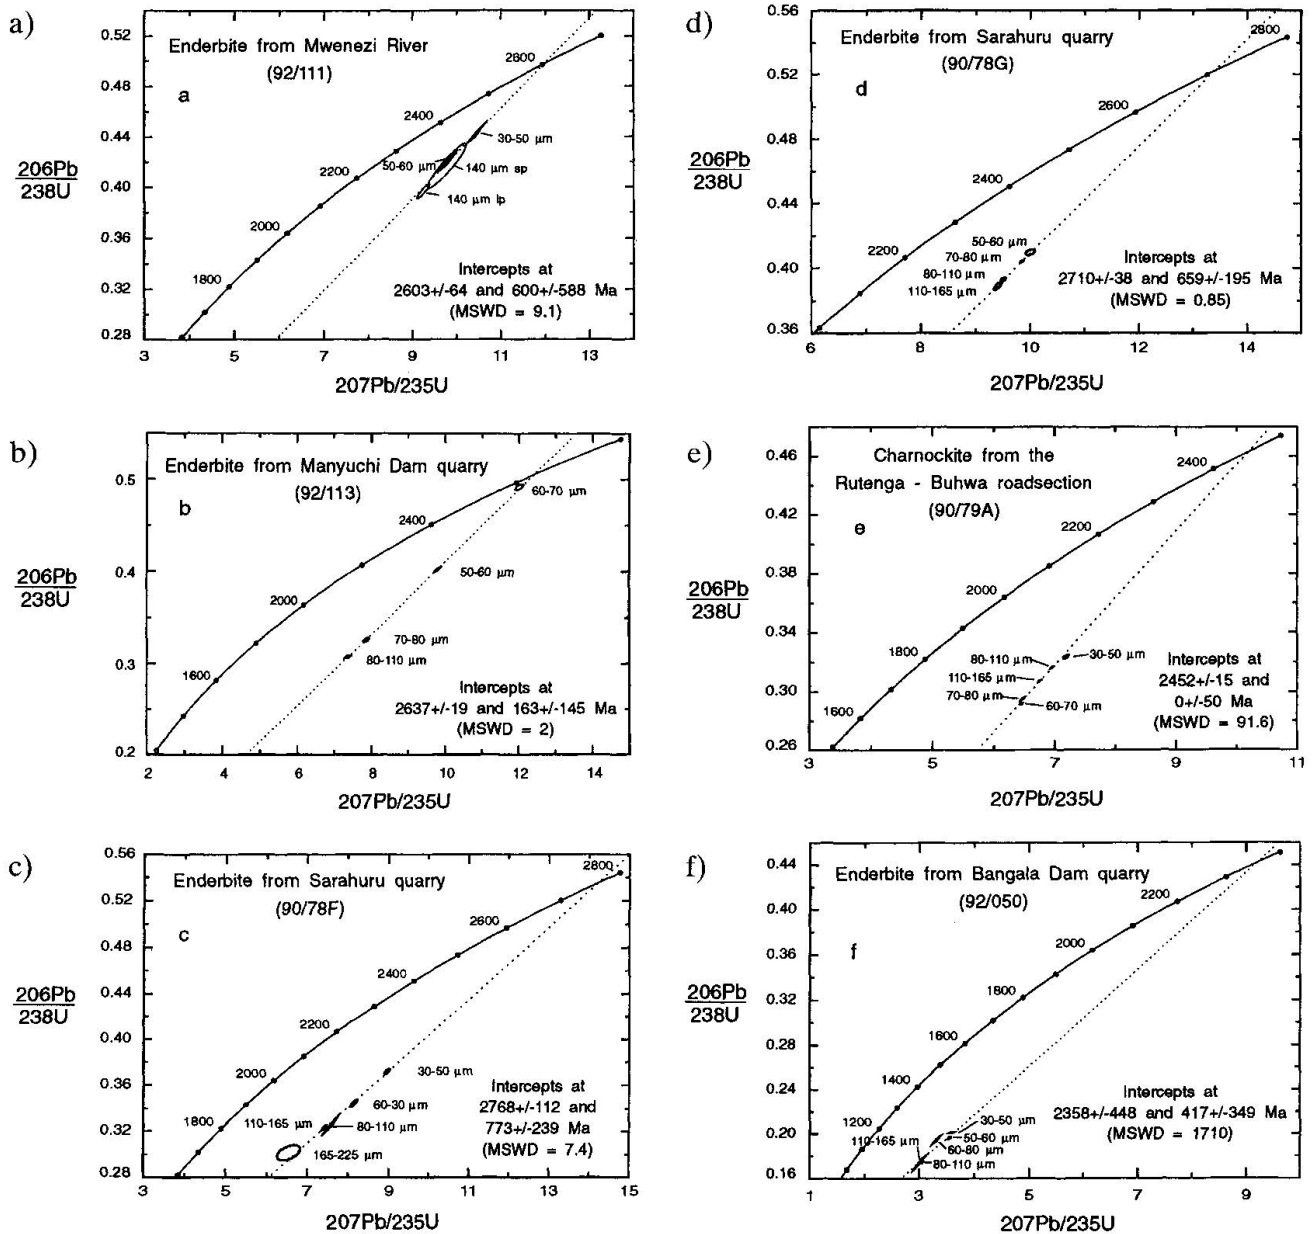 a)
Enderbite from Mwenezi River
(92/111)
a
206Pb
238U
0.52
0.48
0.44
0.40
0.36
0.32
0.28
2600
2400
2200
2000
1800
30-50 µm
50-60 µm
140 µm sp
140 µm lp
Intercepts at
2603+/-64 and 600+/-588 Ma
(MSWD = 9.1)
3 5 7 9 11 13
207Pb/235U
b)
Enderbite from Manyuchi Dam quarry
(92/113)
b
206Pb
238U
0.5
0.4
0.3
0.2
2400
2000
1600
60-70 µm
50-60 µm
70-80 µm
80-110 µm
Intercepts at
2637+/-19 and 163+/-145 Ma
(MSWD = 2)
2 4 6 8 10 12 14
207Pb/235U
c)
Enderbite from Sarahuru quarry
(90/78F)
c
206Pb
238U
0.56
0.52
0.48
0.44
0.40
0.36
0.32
0.28
2800
2600
2400
2200
2000
1800
30-50 µm
60-30 µm
110-165 µm
80-110 µm
165-225 µm
Intercepts at
2768+/-112 and
773+/-239 Ma
(MSWD = 7.4)
3 5 7 9 11 13 15
207Pb/235U
d)
Enderbite from Sarahuru quarry
(90/78G)
d
206Pb
238U
0.56
0.52
0.48
0.44
0.40
0.36
2800
2600
2400
2200
50-60 µm
70-80 µm
80-110 µm
110-165 µm
Intercepts at
2710+-38 and 659+/-195 Ma
(MSWD = 0.85)
6 8 10 12 14
207Pb/235U
e)
Charnockite from the
Rutenga - Buhwa roadsection
(90/79A)
e
206Pb
238U
0.46
0.42
0.38
0.34
0.30
0.26
2400
2200
2000
1800
1600
80-110 µm
30-50 µm
110-165 µm
70-80 µm
60-70 µm
Intercepts at
2452+/-15 and
0+/-50 Ma
(MSWD = 91.6)
3 5 7 9 11
207Pb/235U
f)
Enderbite from Bangala Dam quarry
(92/050)
f
206Pb
238U
0.44
0.40
0.36
0.32
0.28
0.24
0.20
0.16
2200
2000
1800
1600
1400
1200
30-50 µm
110-165 µm
50-60 µm
60-80 µm
80-110 µm
Intercepts at
2358+/-448 and 417+/-349 Ma
(MSWD = 1710)
1 3 5 7 9
207Pb/235U